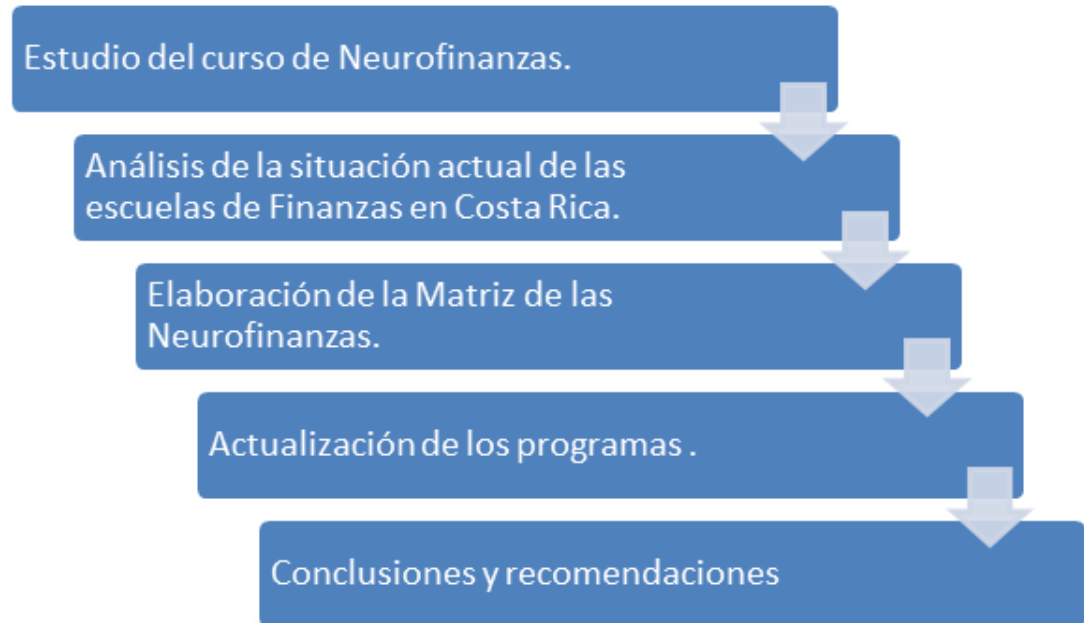 Estudio del curso de Neurofinanzas.
Análisis de la situación actual de las
escuelas de Finanzas en Costa Rica.
Elaboración de la Matriz de las
Neurofinanzas.
Actualización de los programas .
Conclusiones y recomendaciones